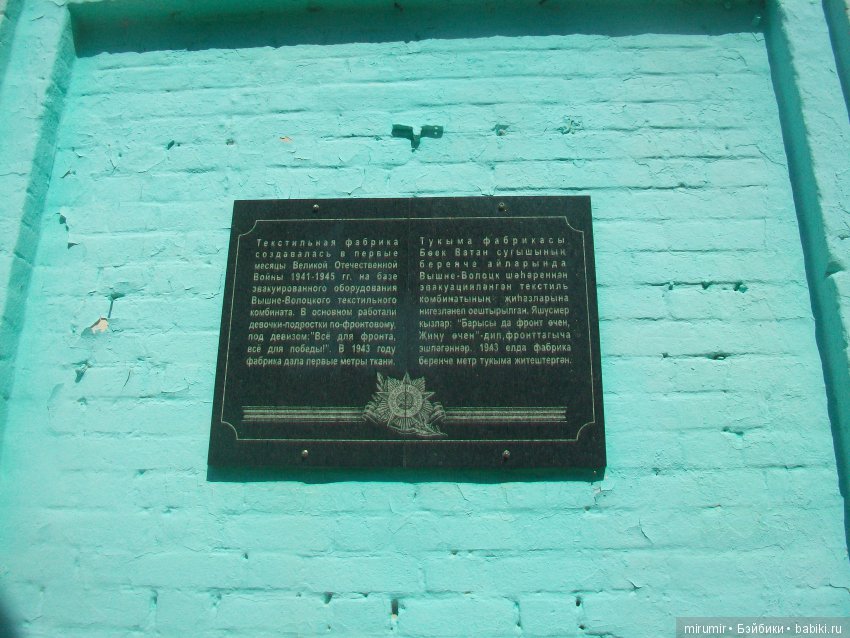 Текстильная фабрика
создавалась в первые
месяцы Великой Отечественной
Войны 1941-1945 гг. на базе
эвакуированного оборудования
Вышне-Волоцкого текстильного
комбината. В основном работали
девочки-подростки по-фронтовому,
под девизом:"Всё для фронта,
всё для победы!". В 1943 году
фабрика дала первые метры ткани.
Тукыма фабрикасы
Бөек Ватан сугышының
беренче айларында
Вышне-Волоцк шәһәреннән
эвакуацияләнгән текстиль
комбинатының җиһазларына
нигезләнеп оештырылган. Яшүсмер
кызлар: "Барысы да фронт өчен,
Җиңү өчен"-дип,фронттагыча
эшләгәннәр. 1943 елда фабрика
беренче метр тукыма җитештергән.
mirumir • Бэйбики • babiki.ru